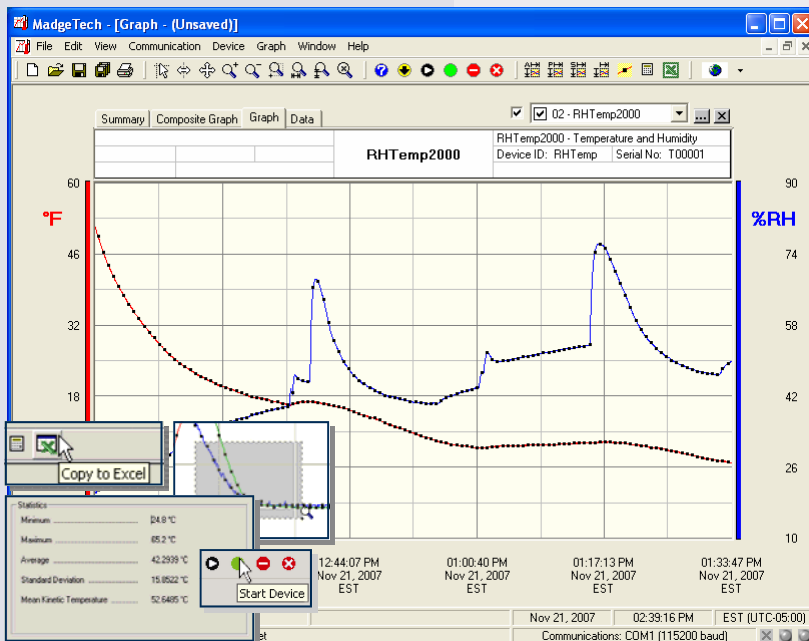 MadgeTech - [Graph - (Unsaved)]
File Edit View Communication Device Graph Window Help
Summary Composite Graph Graph Data
02 - RHTemp2000
RHTemp2000
RHTemp2000 - Temperature and Humidity
Device ID: RHTemp Serial No: T00001
60 90
°F %RH
46 74
32 58
18 42
26
10
Copy to Excel
Statistics
Minimum 24.8 °C
Maximum 65.2 °C
Average 42.2939 °C
Standard Deviation 15.8522 °C
Mean Kinetic Temperature 52.6485 °C
Start Device
12:44:07 PM 01:00:40 PM 01:17:13 PM 01:33:47 PM
Nov 21, 2007 Nov 21, 2007 Nov 21, 2007 Nov 21, 2007
EST EST EST EST
Nov 21, 2007 02:39:16 PM EST (UTC-05:00)
Communications: COM1 (115200 baud)